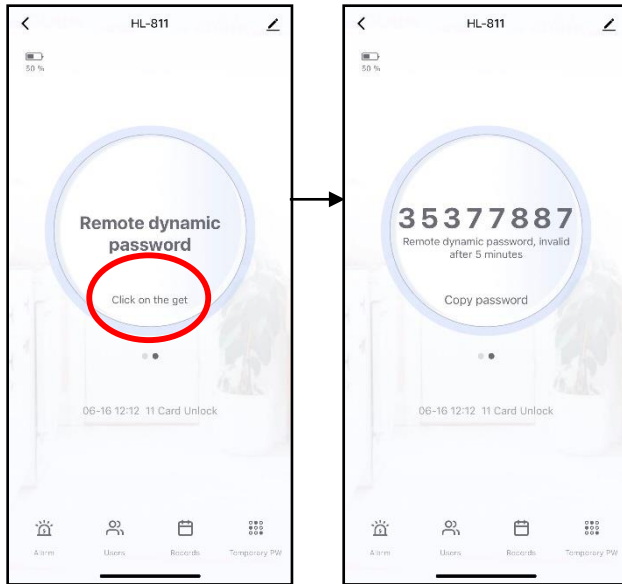 HL-811
50 %
Remote dynamic
password
Click on the get
06-16 12:12 11 Card Unlock
Alarm Users Records Temporary PW
HL-811
50 %
35377887
Remote dynamic password, invalid
after 5 minutes
Copy password
06-16 12:12 11 Card Unlock
Alarm Users Records Temporary PW